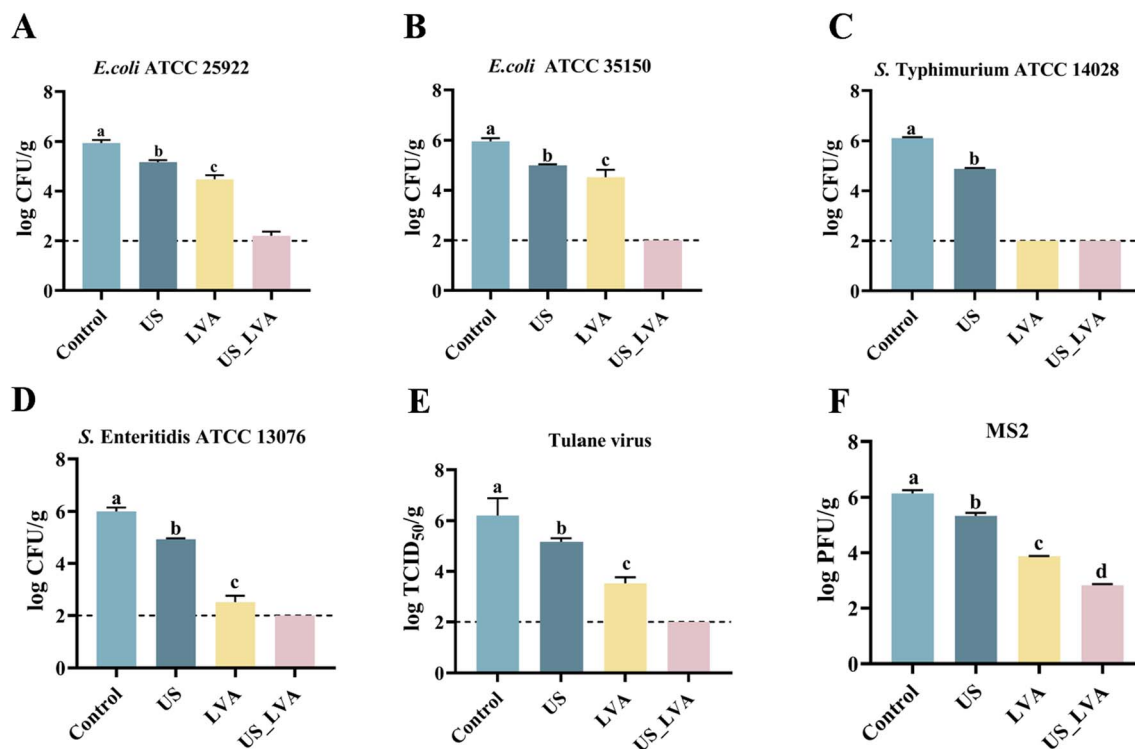 A
E.coli ATCC 25922
log CFU/g
8
6
4
2
0
a
b
c
Control
US
LVA
US_LVA
B
E.coli ATCC 35150
log CFU/g
8
6
4
2
0
a
b
c
Control
US
LVA
US_LVA
C
S. Typhimurium ATCC 14028
log CFU/g
8
6
4
2
0
a
b
Control
US
LVA
US_LVA
D
S. Enteritidis ATCC 13076
log CFU/g
8
6
4
2
0
a
b
c
Control
US
LVA
US_LVA
E
Tulane virus
log TCID50/g
8
6
4
2
0
a
b
c
Control
US
LVA
US_LVA
F
MS2
log PFU/g
8
6
4
2
0
a
b
c
d
Control
US
LVA
US_LVA